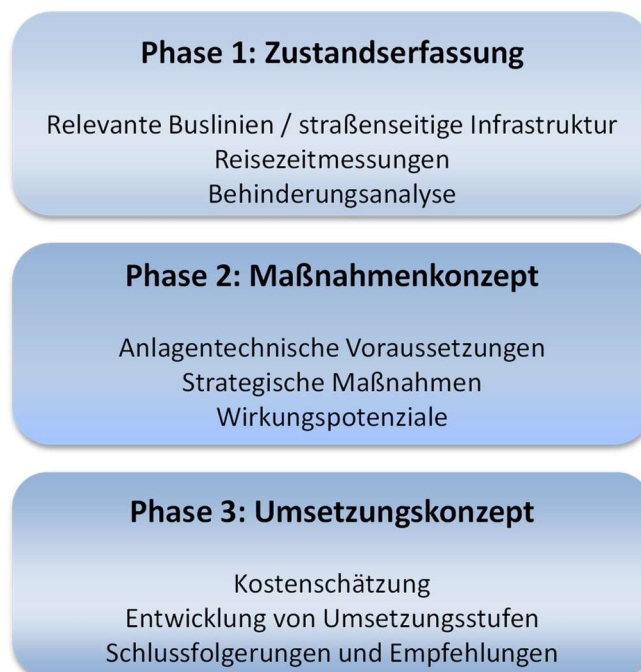 Phase 1: Zustandserfassung
Relevante Buslinien / straßenseitige Infrastruktur
Reisezeitmessungen
Behinderungsanalyse
Phase 2: Maßnahmenkonzept
Anlagentechnische Voraussetzungen
Strategische Maßnahmen
Wirkungspotenziale
Phase 3: Umsetzungskonzept
Kostenschätzung
Entwicklung von Umsetzungsstufen
Schlussfolgerungen und Empfehlungen